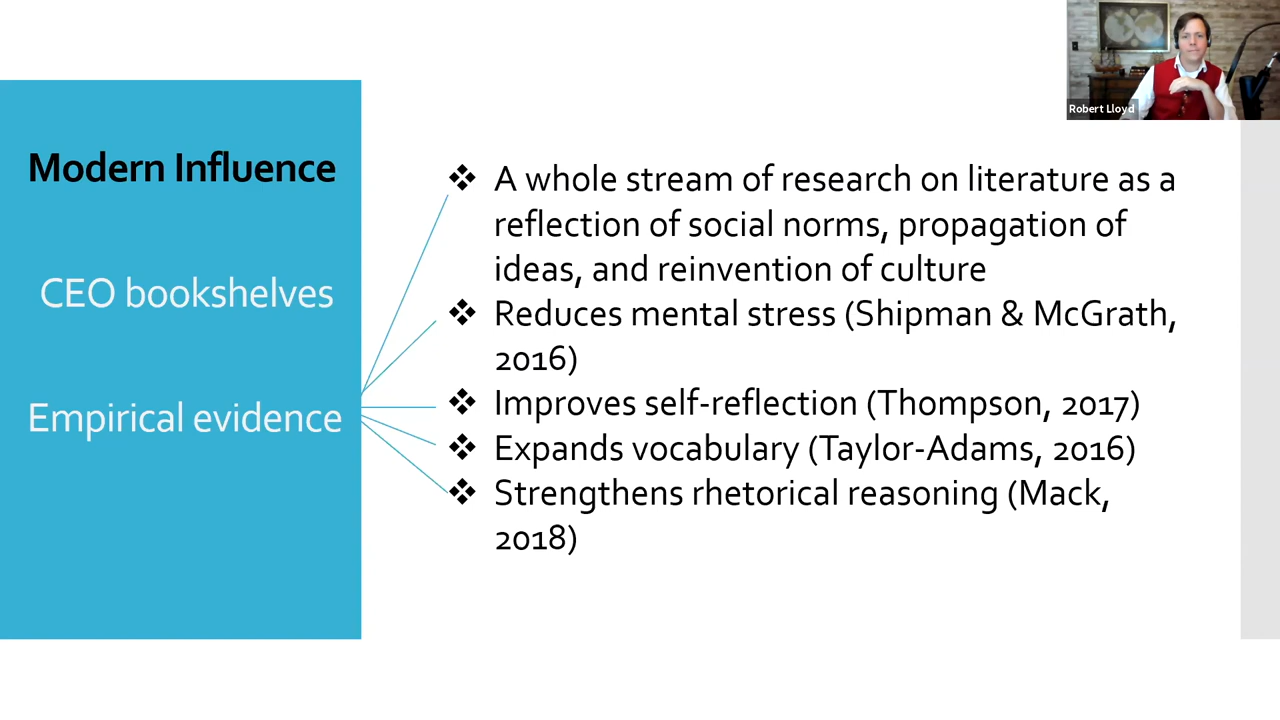 Robert Lloyd
Modern Influence
CEO bookshelves
Empirical evidence
❖ A whole stream of research on literature as a
reflection of social norms, propagation of
ideas, and reinvention of culture
❖ Reduces mental stress (Shipman & McGrath,
2016)
❖ Improves self-reflection (Thompson, 2017)
❖ Expands vocabulary (Taylor-Adams, 2016)
❖ Strengthens rhetorical reasoning (Mack,
2018)